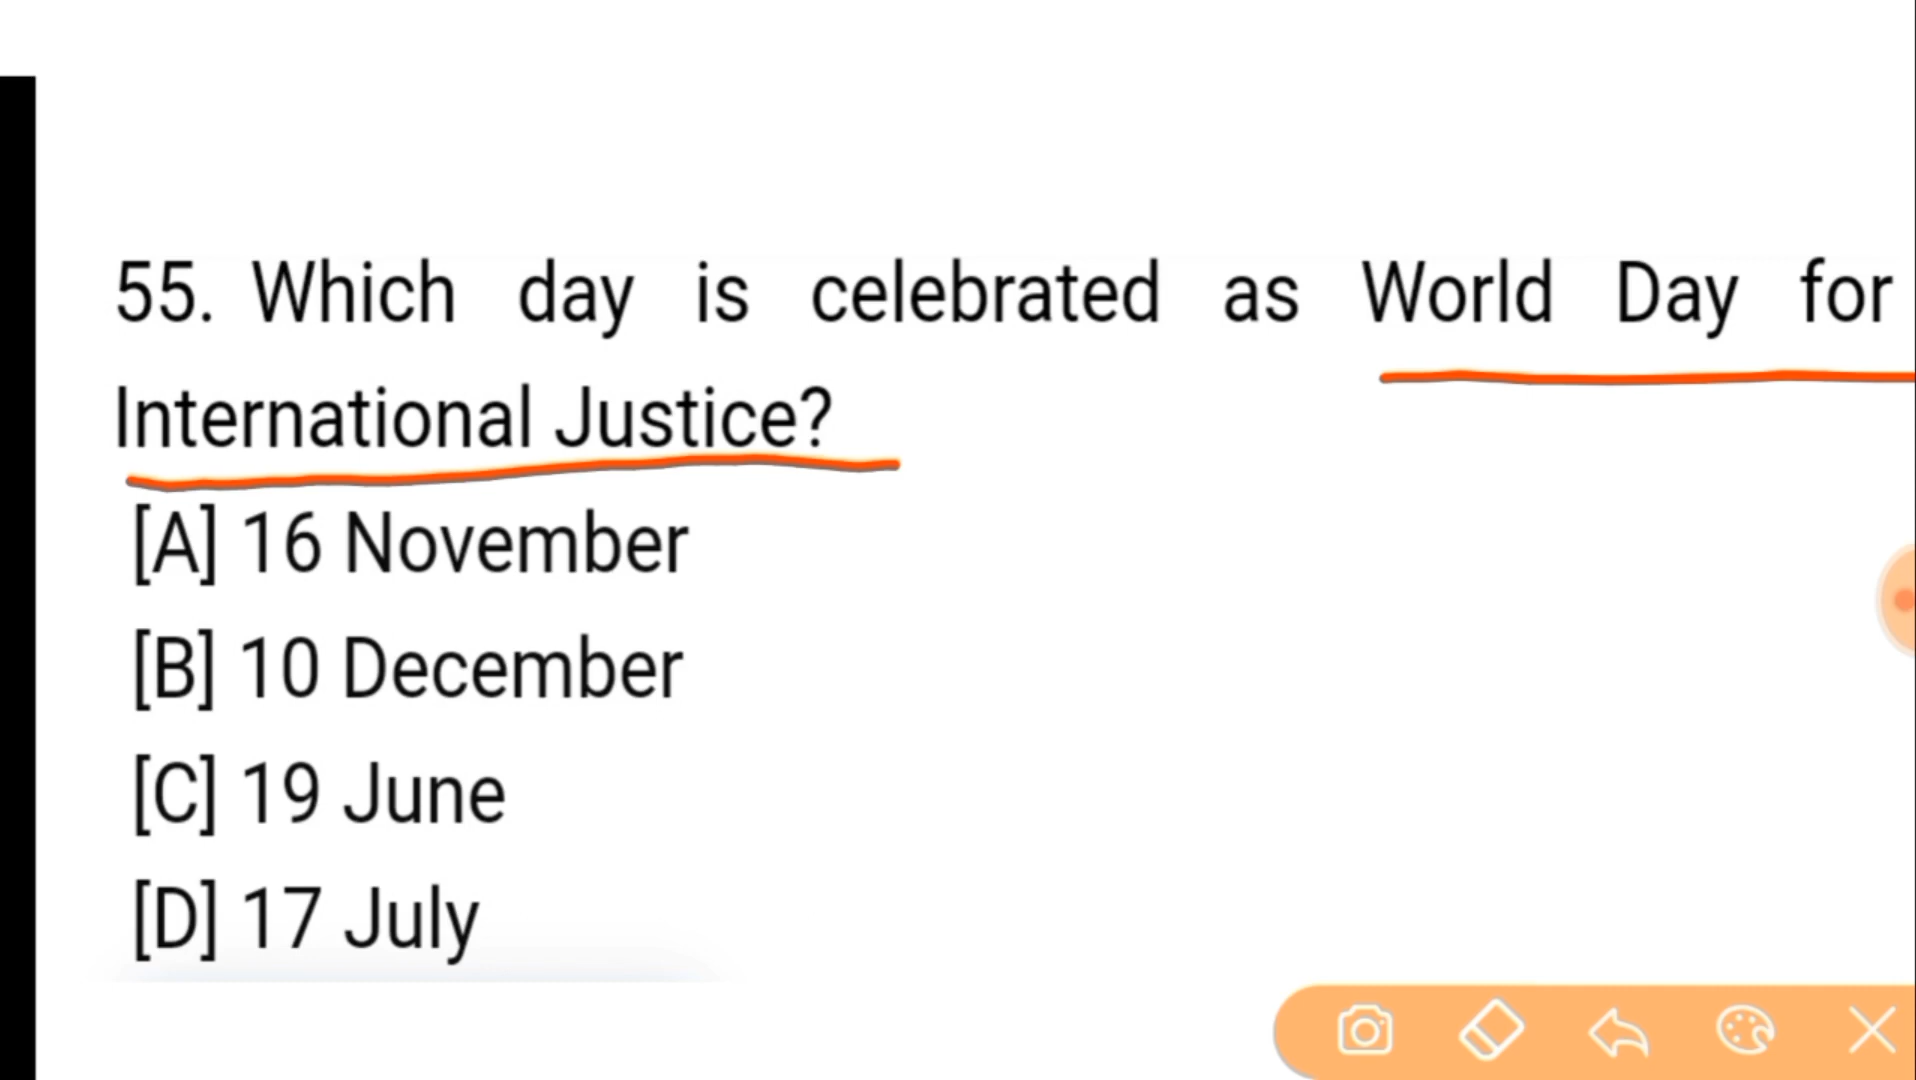 55. Which day is celebrated as World Day for
International Justice?
[A] 16 November
[B] 10 December
[C] 19 June
[D] 17 July